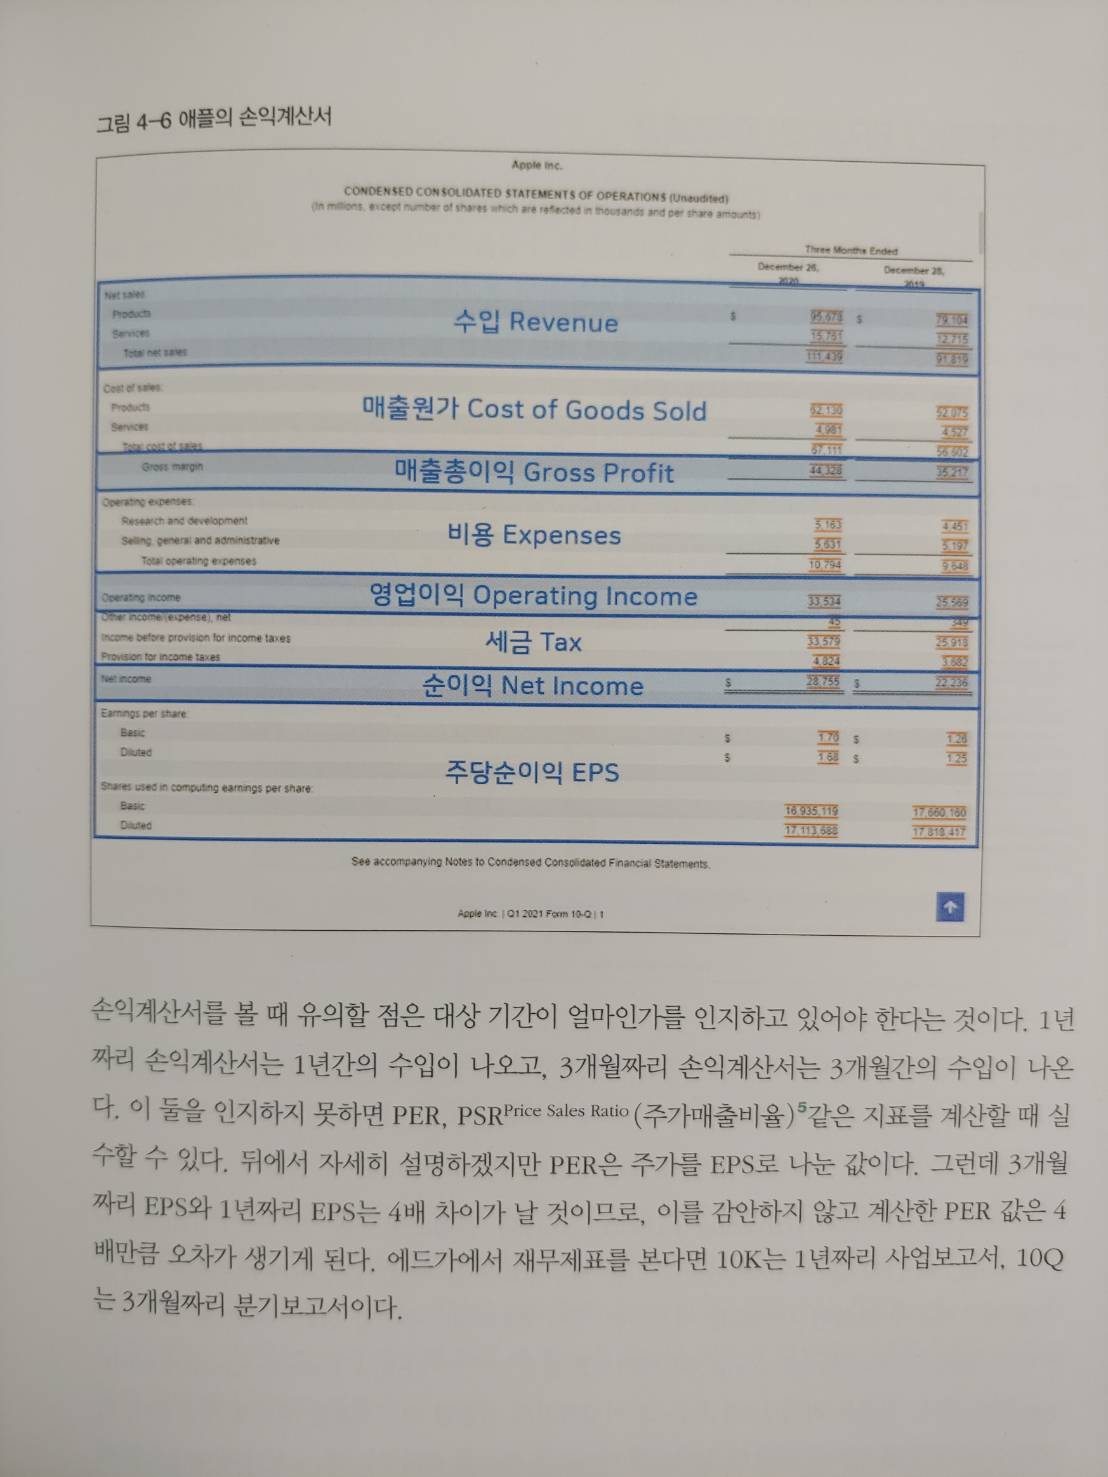 그림 4-6 애플의 손익계산서
Apple Inc.
CONDENSED CONSOLIDATED STATEMENTS OF OPERATIONS (Unaudited)
(In millions, except number of shares which are reflected in thousands and per share amounts)
Three Months Ended
December 26, 2020 December 28, 2019
Net sales:
Products $ 95,678 $ 79,104
수입 Revenue
Services 15,761 12,715
Total net sales 111,439 91,819
Cost of sales:
Products 62,130 52,075
매출원가 Cost of Goods Sold
Services 4,981 4,527
Total cost of sales 67,111 56,602
Gross margin 매출총이익 Gross Profit 44,328 35,217
Operating expenses:
Research and development 5,163 4,451
비용 Expenses
Selling, general and administrative 5,631 5,197
Total operating expenses 10,794 9,648
Operating income 영업이익 Operating Income 33,534 25,569
Other income/(expense), net 45 349
Income before provision for income taxes 세금 Tax 33,579 25,918
Provision for income taxes 4,824 3,682
Net income 순이익 Net Income $ 28,755 $ 22,236
Earnings per share:
Basic $ 1.70 $ 1.26
Diluted $ 1.68 $ 1.25
주당순이익 EPS
Shares used in computing earnings per share:
Basic 16,935,119 17,660,160
Diluted 17,113,688 17,818,417
See accompanying Notes to Condensed Consolidated Financial Statements.
Apple Inc. | Q1 2021 Form 10-Q | 1
손익계산서를 볼 때 유의할 점은 대상 기간이 얼마인가를 인지하고 있어야 한다는 것이다. 1년
짜리 손익계산서는 1년간의 수입이 나오고, 3개월짜리 손익계산서는 3개월간의 수입이 나온
다. 이 둘을 인지하지 못하면 PER, PSR Price Sales Ratio (주가매출비율)5같은 지표를 계산할 때 실
수할 수 있다. 뒤에서 자세히 설명하겠지만 PER은 주가를 EPS로 나눈 값이다. 그런데 3개월
짜리 EPS와 1년짜리 EPS는 4배 차이가 날 것이므로, 이를 감안하지 않고 계산한 PER 값은 4
배만큼 오차가 생기게 된다. 에드가에서 재무제표를 본다면 10K는 1년짜리 사업보고서, 10Q
는 3개월짜리 분기보고서이다.